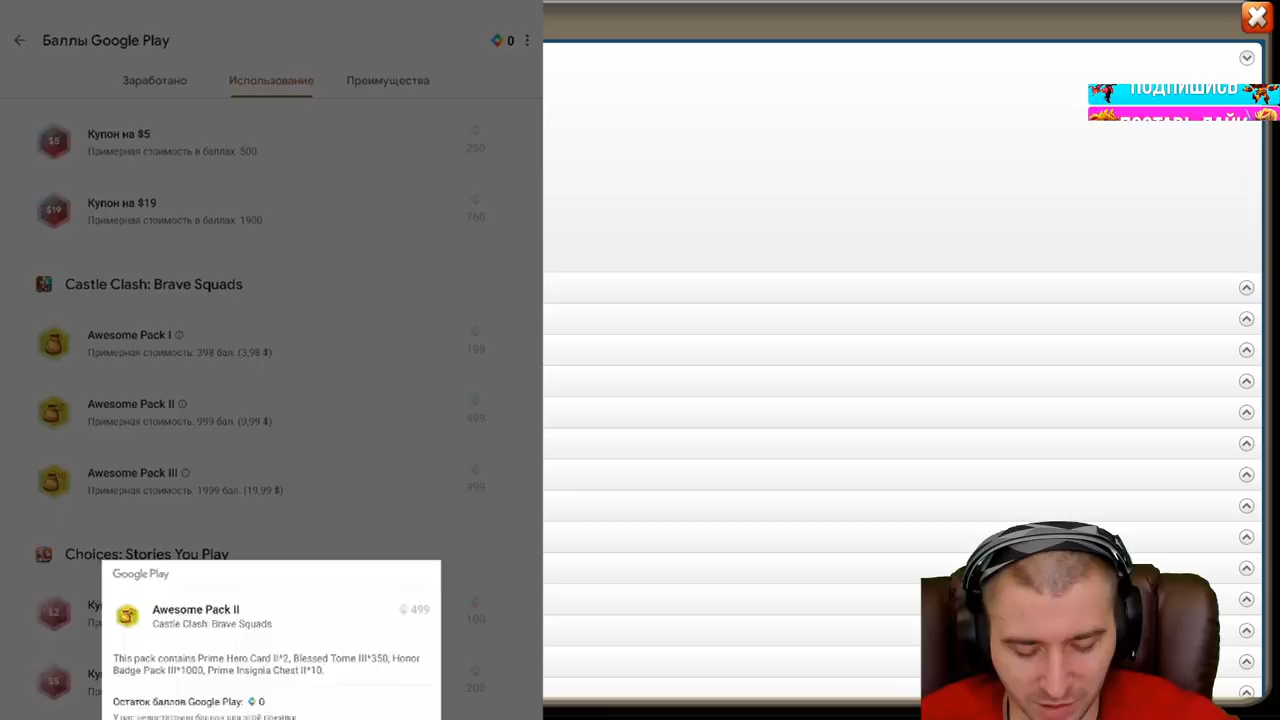 Баллы Google Play
0
Заработано
Использование
Преимущества
Купон на $5
Примерная стоимость в баллах: 500
250
Купон на $19
$19
Примерная стоимость в баллах: 1900
760
Castle Clash: Brave Squads
Awesome Pack I
Примерная стоимость: 398 бал. (3,98 $)
199
Awesome Pack II
Примерная стоимость: 999 бал. (9,99 $)
499
Awesome Pack III
Примерная стоимость: 1999 бал. (19,99 $)
999
Choices: Stories You Play
$2
100
$5
200
Google Play
Awesome Pack II
499
Castle Clash: Brave Squads
This pack contains Prime Hero Card II*2, Blessed Tome III*350, Honor
Badge Pack III*1000, Prime Insignia Chest II*10.
Остаток баллов Google Play: 0
ПОДПИШИСЬ